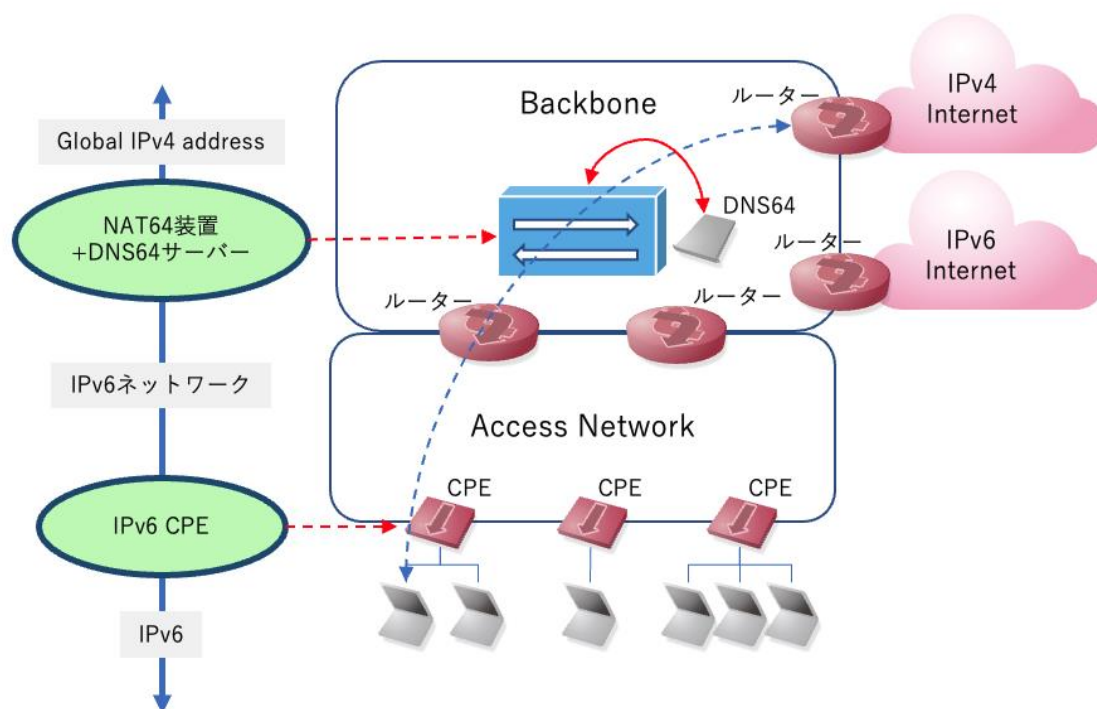 Global IPv4 address
NAT64装置
+DNS64サーバー
IPv6ネットワーク
IPv6 CPE
IPv6
Backbone
ルーター
IPv4
Internet
DNS64
ルーター
IPv6
Internet
ルーター
ルーター
Access Network
CPE
CPE
CPE